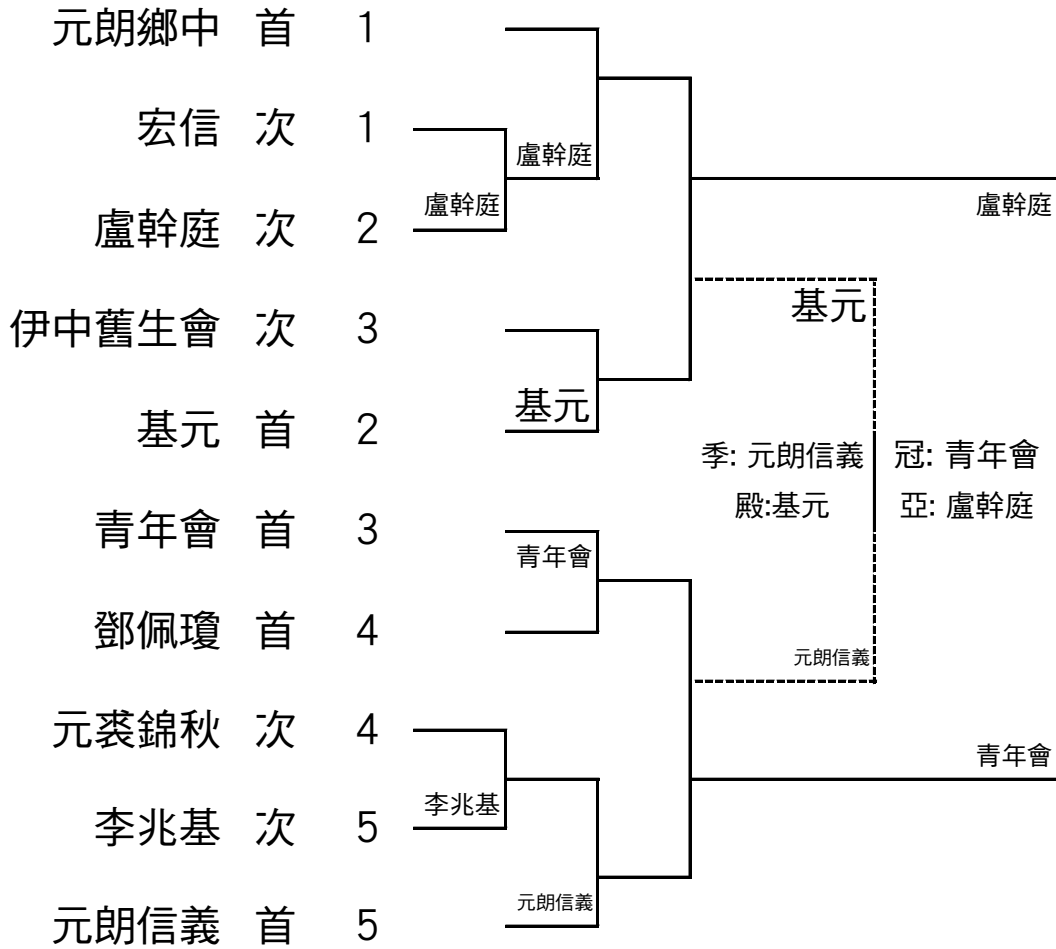 元朗鄉中 首 1
宏信 次 1
盧幹庭
盧幹庭
盧幹庭 次 2
盧幹庭
伊中舊生會 次 3
基元
基元
基元 首 2
季: 元朗信義 冠: 青年會
殿:基元 亞: 盧幹庭
青年會 首 3
青年會
鄧佩瓊 首 4
元朗信義
元裘錦秋 次 4
青年會
李兆基
李兆基 次 5
元朗信義
元朗信義 首 5